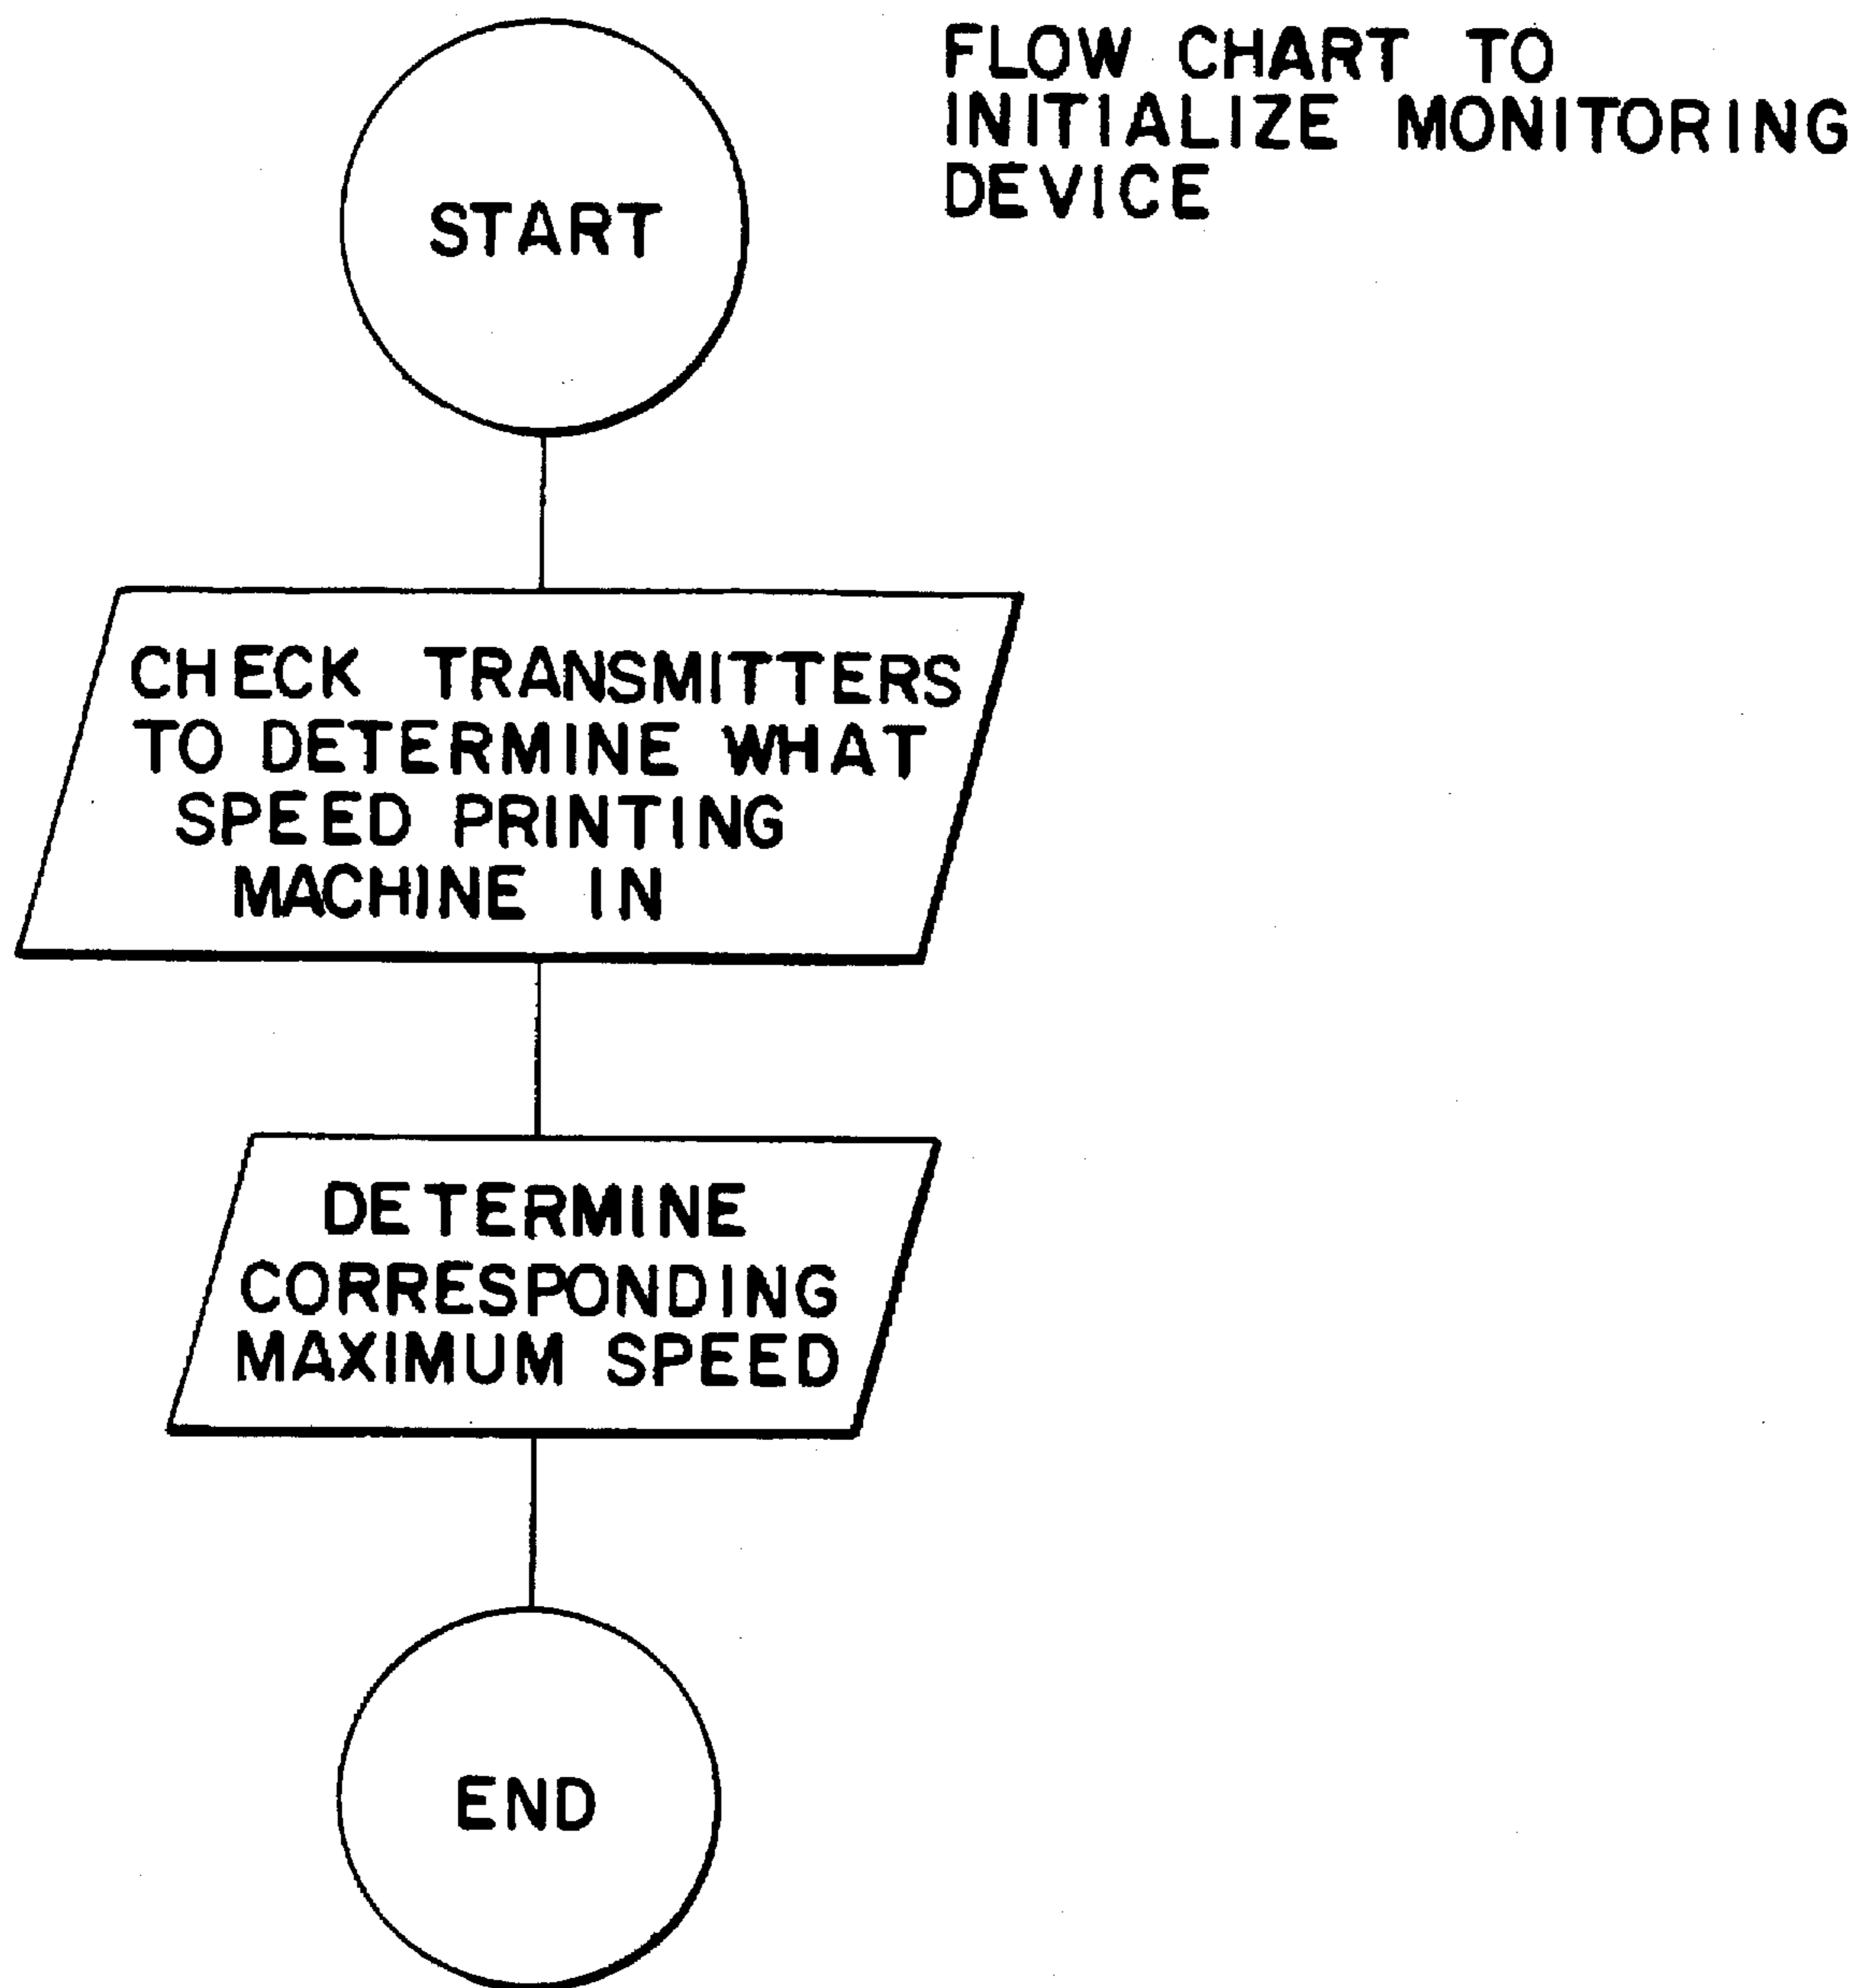 FLOW CHART TO
INITIALIZE MONITORING
DEVICE
START
CHECK TRANSMITTERS
TO DETERMINE WHAT
SPEED PRINTING
MACHINE IN
DETERMINE
CORRESPONDING
MAXIMUM SPEED
END